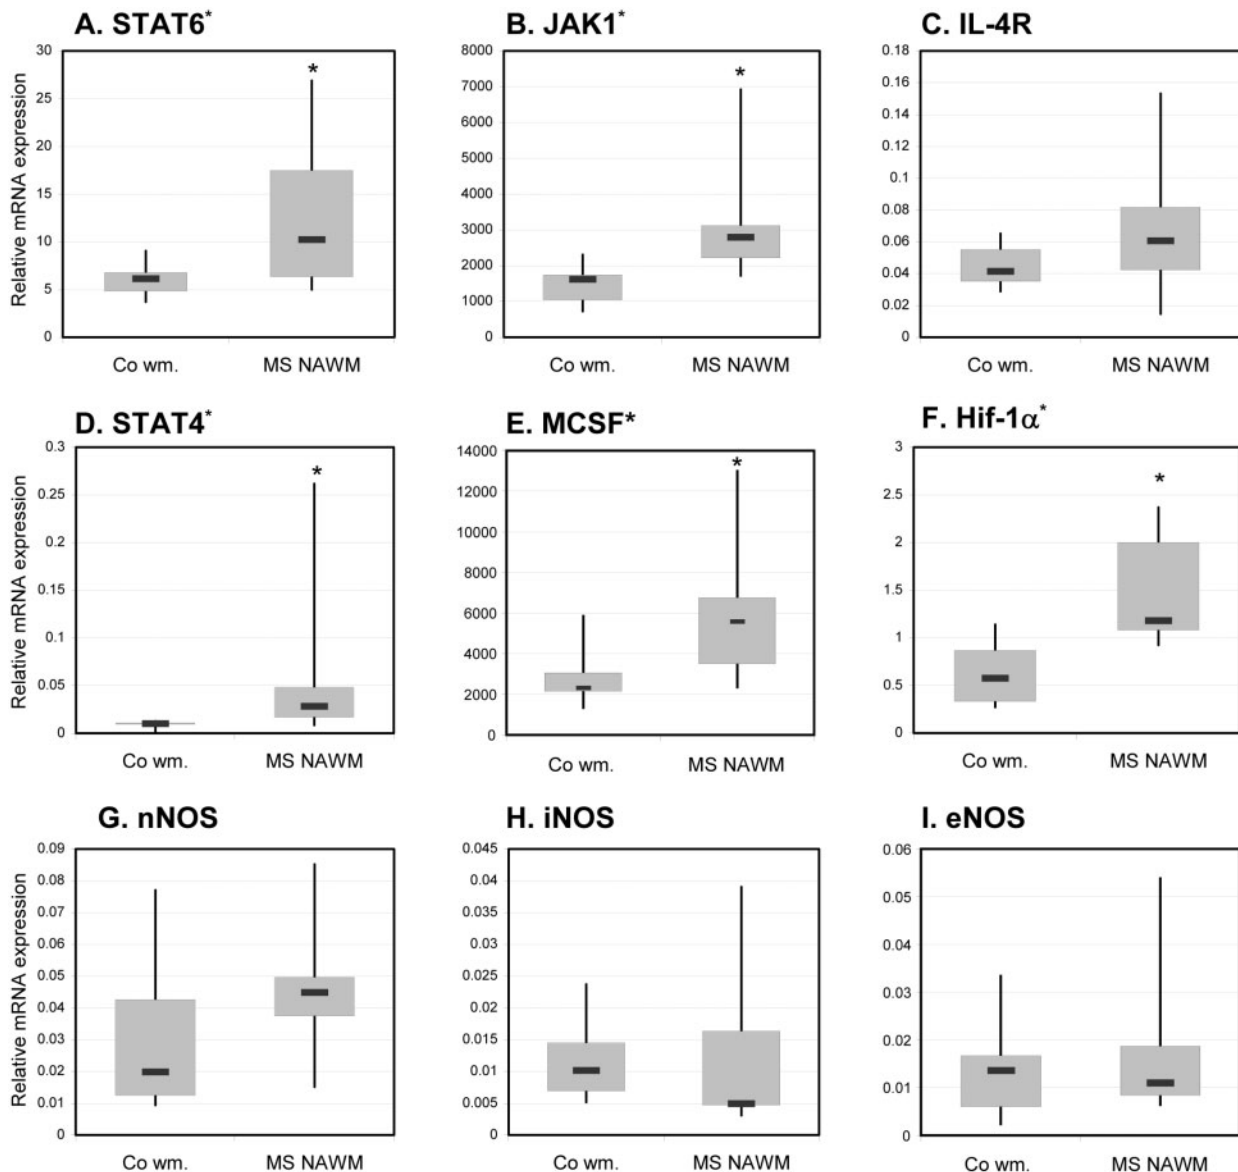 A. STAT6*
Relative mRNA expression
30
25
20
15
10
5
0
*
Co wm.
MS NAWM
B. JAK1*
8000
7000
6000
5000
4000
3000
2000
1000
0
*
Co wm.
MS NAWM
C. IL-4R
0.18
0.16
0.14
0.12
0.1
0.08
0.06
0.04
0.02
0
Co wm.
MS NAWM
D. STAT4*
Relative mRNA expression
0.3
0.25
0.2
0.15
0.1
0.05
0
*
Co wm.
MS NAWM
E. MCSF*
14000
12000
10000
8000
6000
4000
2000
0
*
Co wm.
MS NAWM
F. Hif-1α*
3
2.5
2
1.5
1
0.5
0
*
Co wm.
MS NAWM
G. nNOS
Relative mRNA expression
0.09
0.08
0.07
0.06
0.05
0.04
0.03
0.02
0.01
0
Co wm.
MS NAWM
H. iNOS
0.045
0.04
0.035
0.03
0.025
0.02
0.015
0.01
0.005
0
Co wm.
MS NAWM
I. eNOS
0.06
0.05
0.04
0.03
0.02
0.01
0
Co wm.
MS NAWM